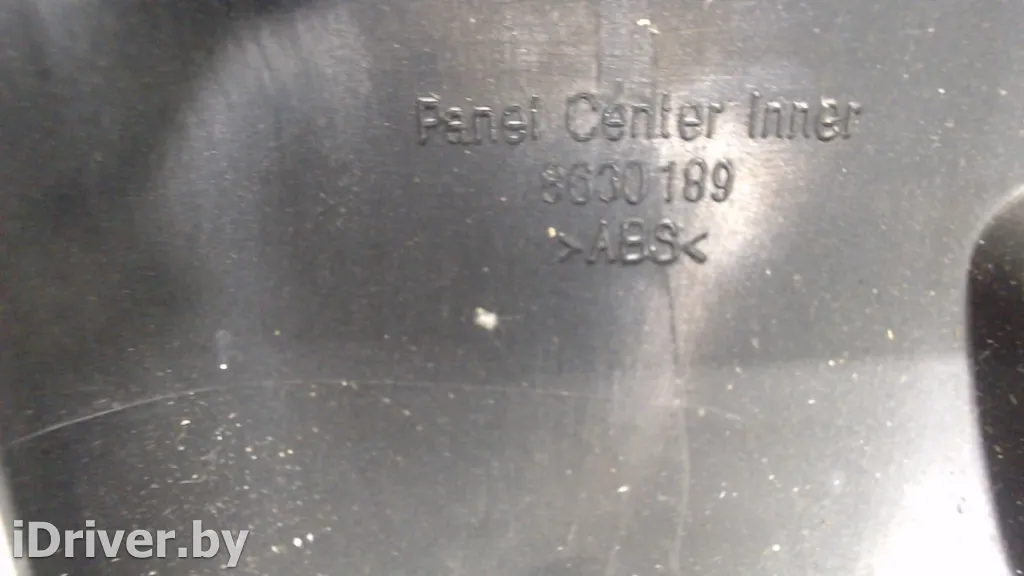 Panel Center Inner
8630189
>ABS<
iDriver.by